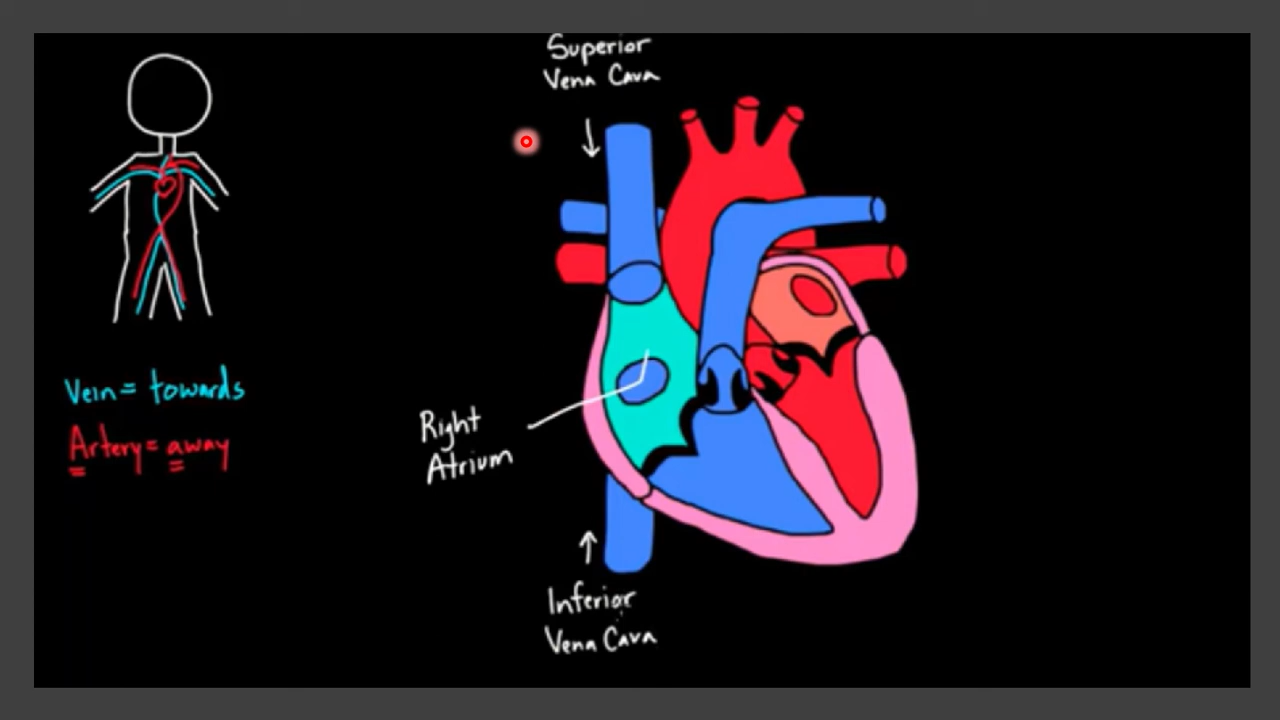 Superior
Vena Cava
Vein = towards
Artery = away
Right
Atrium
Inferior
Vena Cava